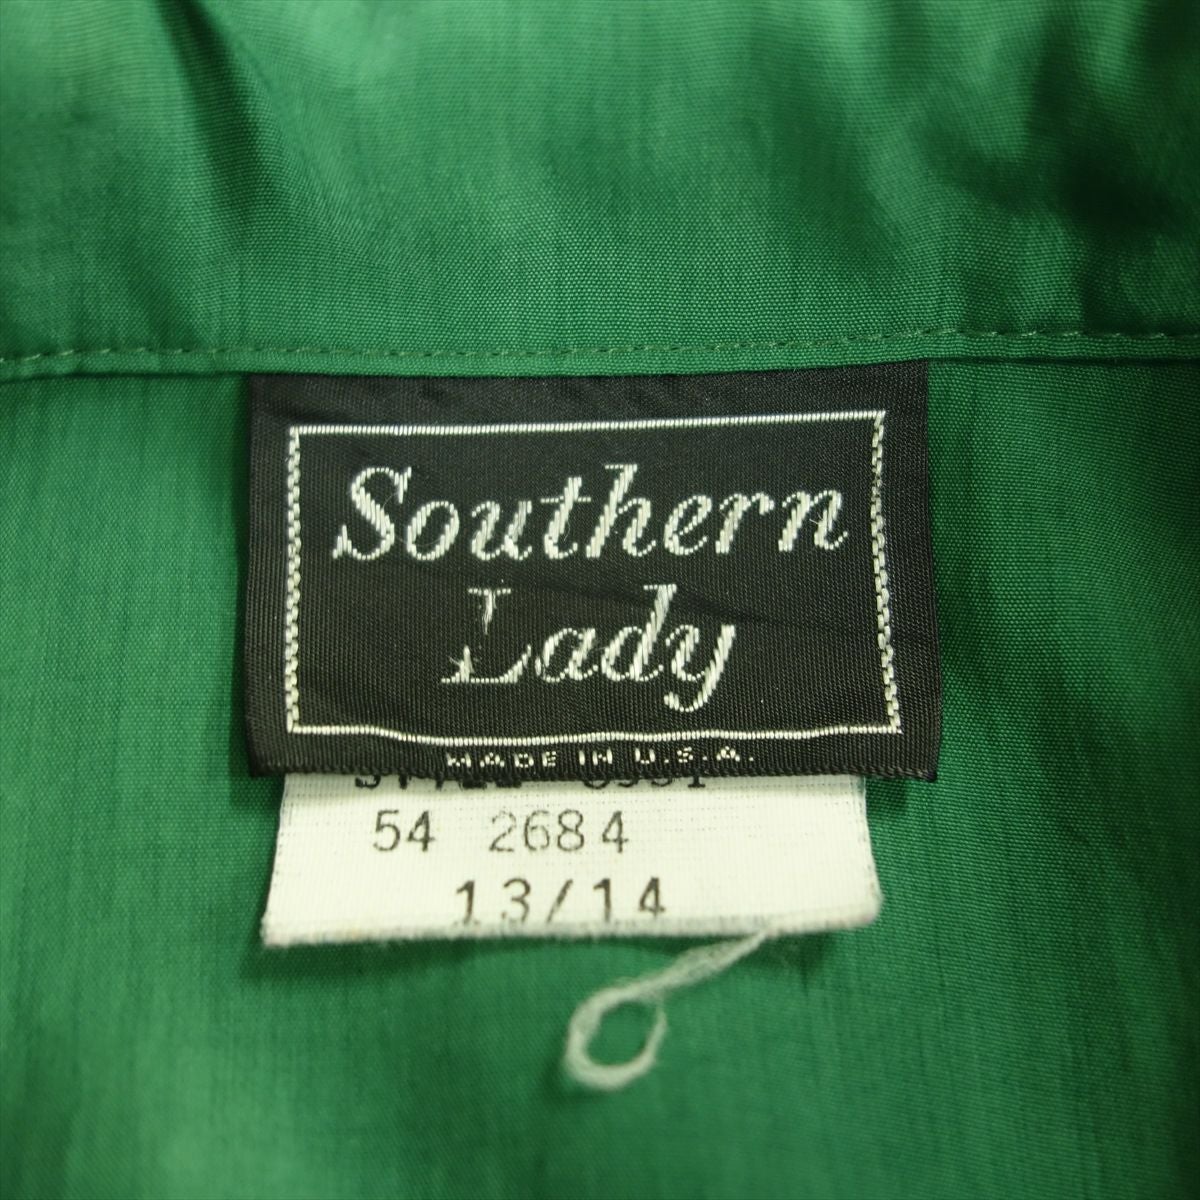 Southern
Lady
MADE IN U.S.A.
54 2684
13/14